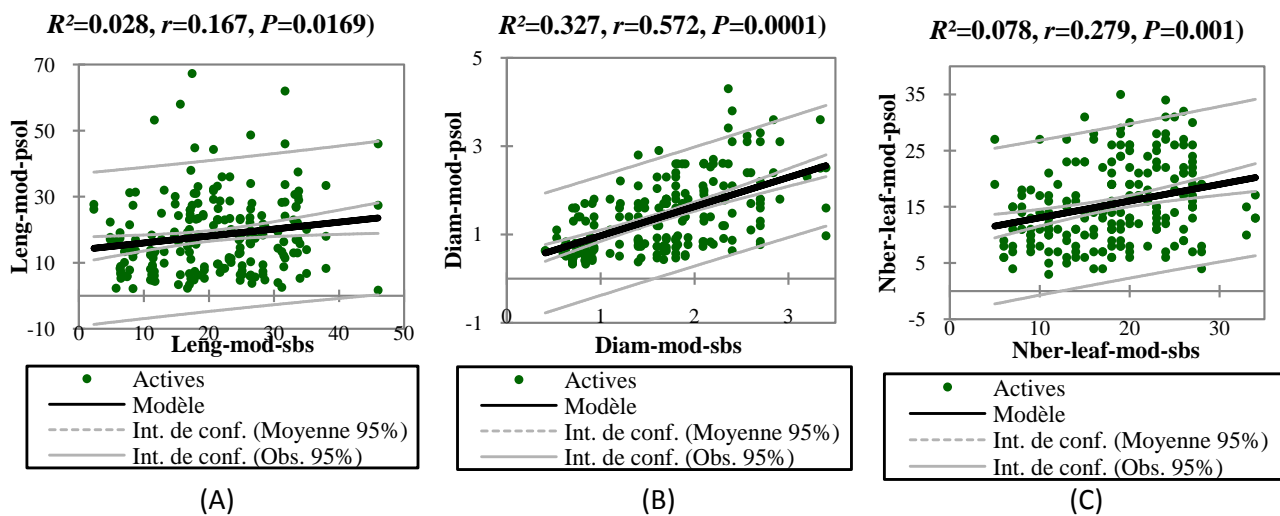 R²=0.028, r=0.167, P=0.0169)
70
50
30
10
-10
0 10 20 30 40 50
Leng-mod-psol
Leng-mod-sbs
Actives
Modèle
Int. de conf. (Moyenne 95%)
Int. de conf. (Obs. 95%)
(A)
R²=0.327, r=0.572, P=0.0001)
5
3
1
-1
0 1 2 3
Diam-mod-psol
Diam-mod-sbs
Actives
Modèle
Int. de conf. (Moyenne 95%)
Int. de conf. (Obs. 95%)
(B)
R²=0.078, r=0.279, P=0.001)
35
25
15
5
-5
0 10 20 30
Nber-leaf-mod-psol
Nber-leaf-mod-sbs
Actives
Modèle
Int. de conf. (Moyenne 95%)
Int. de conf. (Obs. 95%)
(C)